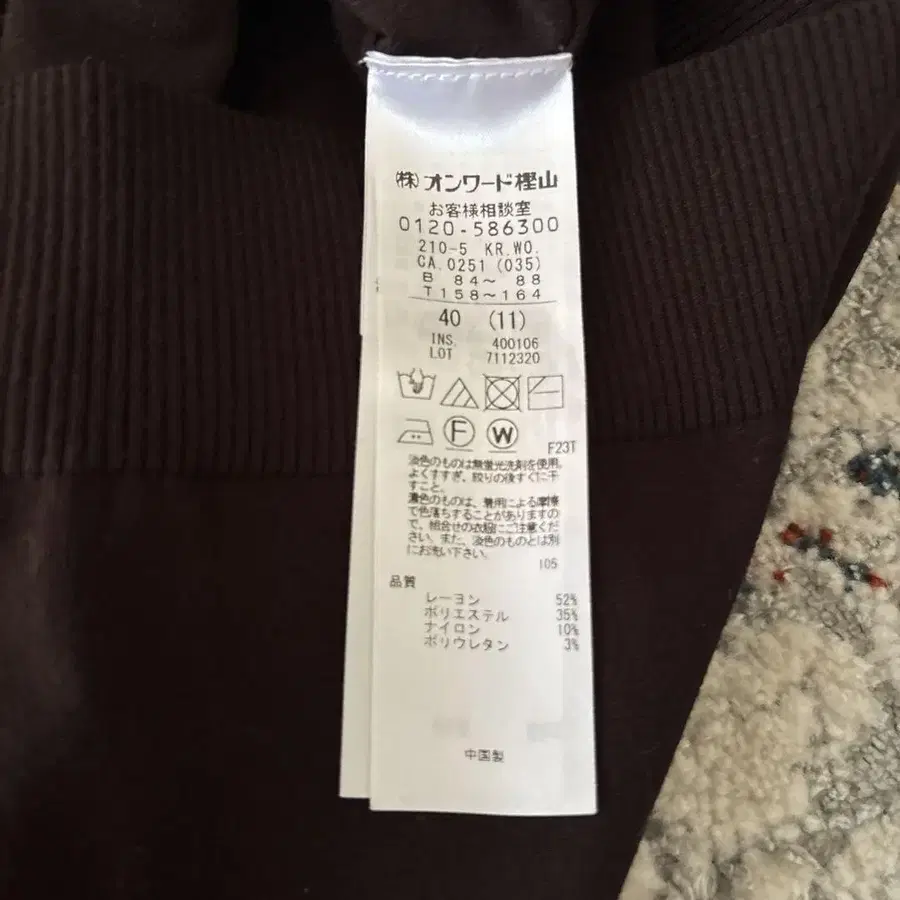 (株)オンワード樫山
お客様相談室
0120-586300
210-5 KR.WO.
CA.0251 (035)
B 84～ 88
T 158～164
40 (11)
INS. 400106
LOT 7112320
F
W
F23T
淡色のものは無蛍光洗剤を使用。
よくすすぎ、絞りの後すぐに干
すこと。
濃色のものは、着用による摩擦
で色落ちすることがありますの
で、組合せの衣服にご注意くだ
さい。また、淡色のものとは別
にお洗い下さい。
105
品質
レーヨン 52%
ポリエステル 35%
ナイロン 10%
ポリウレタン 3%
中国製